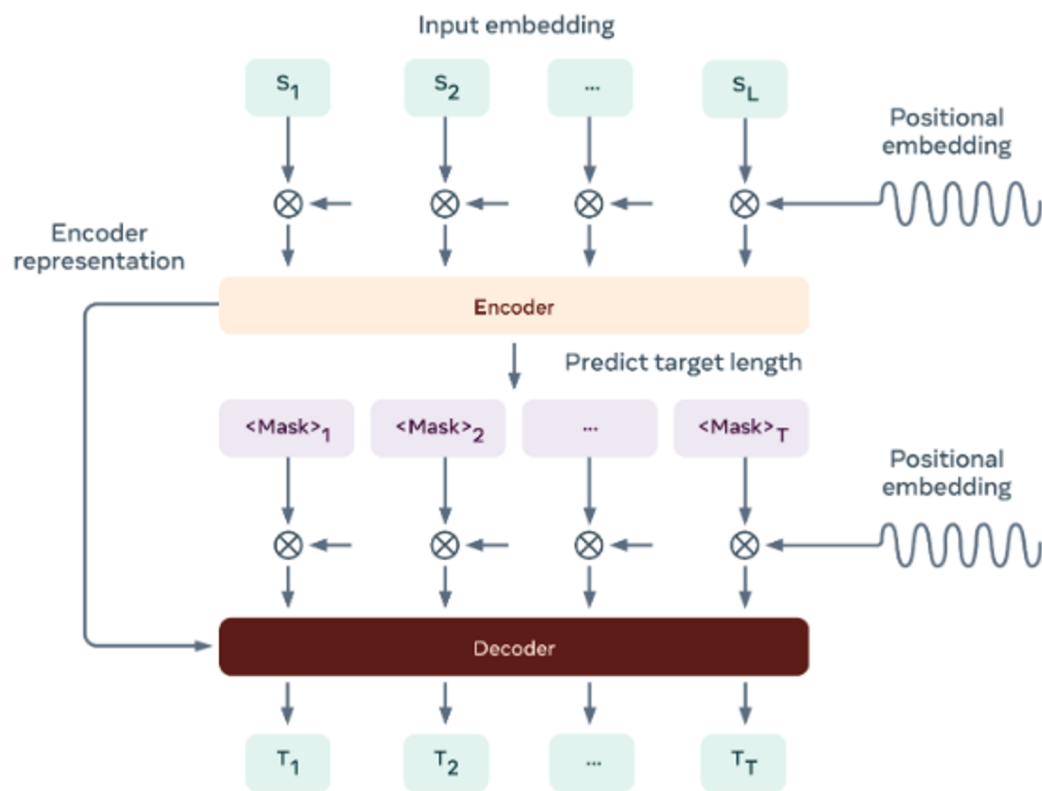 Input embedding
S1 S2 ... SL
Positional
embedding
Encoder
representation
Encoder
Predict target length
<Mask>1 <Mask>2 ... <Mask>T
Positional
embedding
Decoder
T1 T2 ... TT